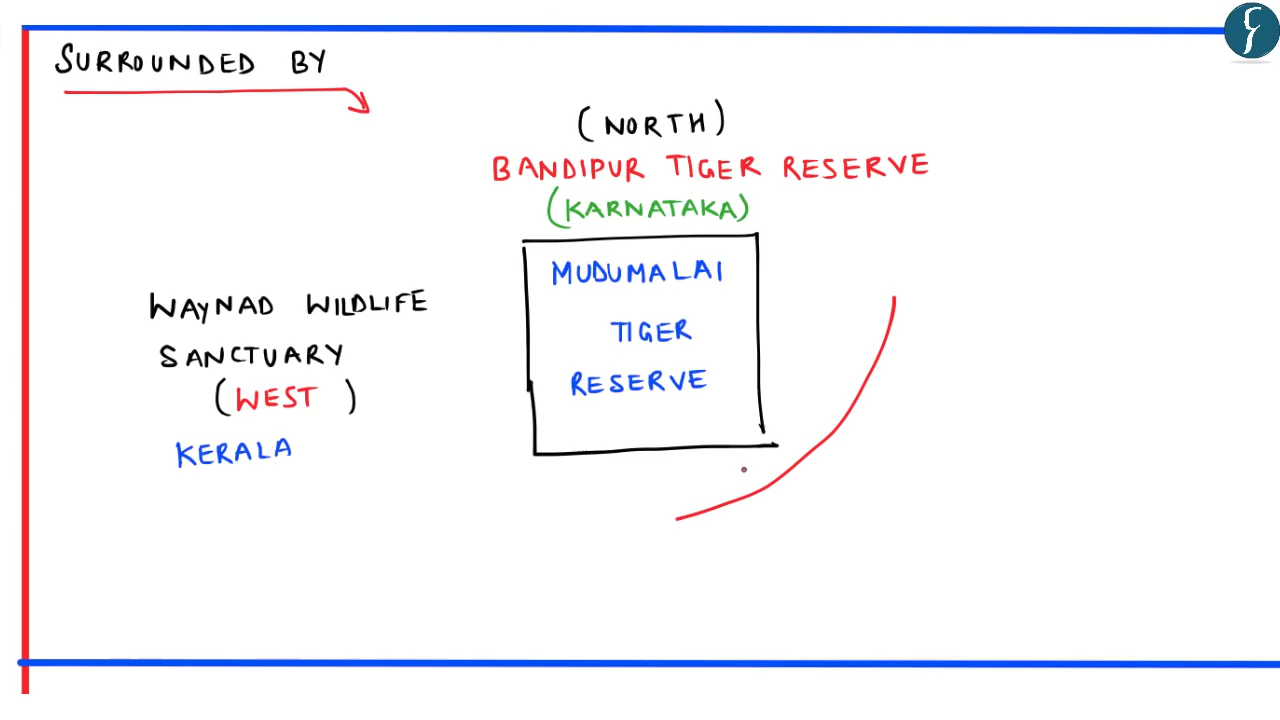 SURROUNDED BY
(NORTH)
BANDIPUR TIGER RESERVE
(KARNATAKA)
MUDUMALAI
TIGER
RESERVE
WAYNAD WILDLIFE
SANCTUARY
(WEST)
KERALA